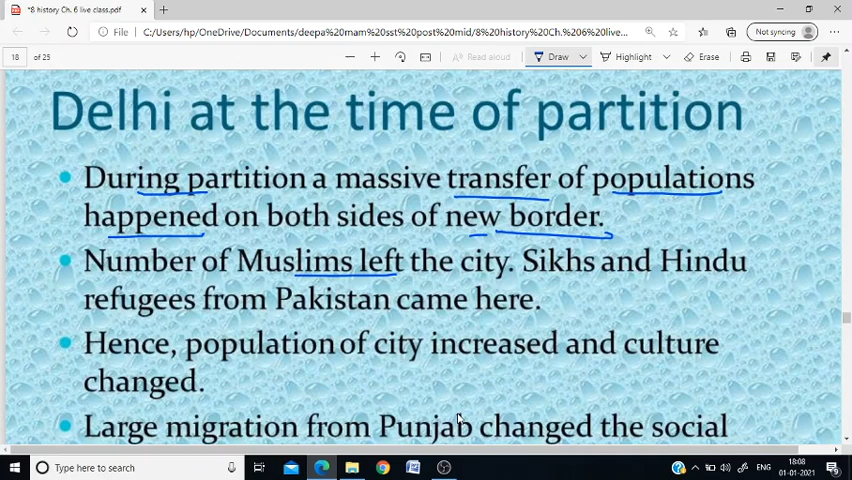 *8 history Ch. 6 live class.pdf
File
C:/Users/hp/OneDrive/Documents/deepa%20mam%20sst%20post%20mid/8%20history%20Ch.%206%20live...
Not syncing
18 of 25
Read aloud
Draw
Highlight
Erase
Delhi at the time of partition
During partition a massive transfer of populations
happened on both sides of new border.
Number of Muslims left the city. Sikhs and Hindu
refugees from Pakistan came here.
Hence, population of city increased and culture
changed.
Large migration from Punjab changed the social
Type here to search
ENG
18:08
01-01-2021